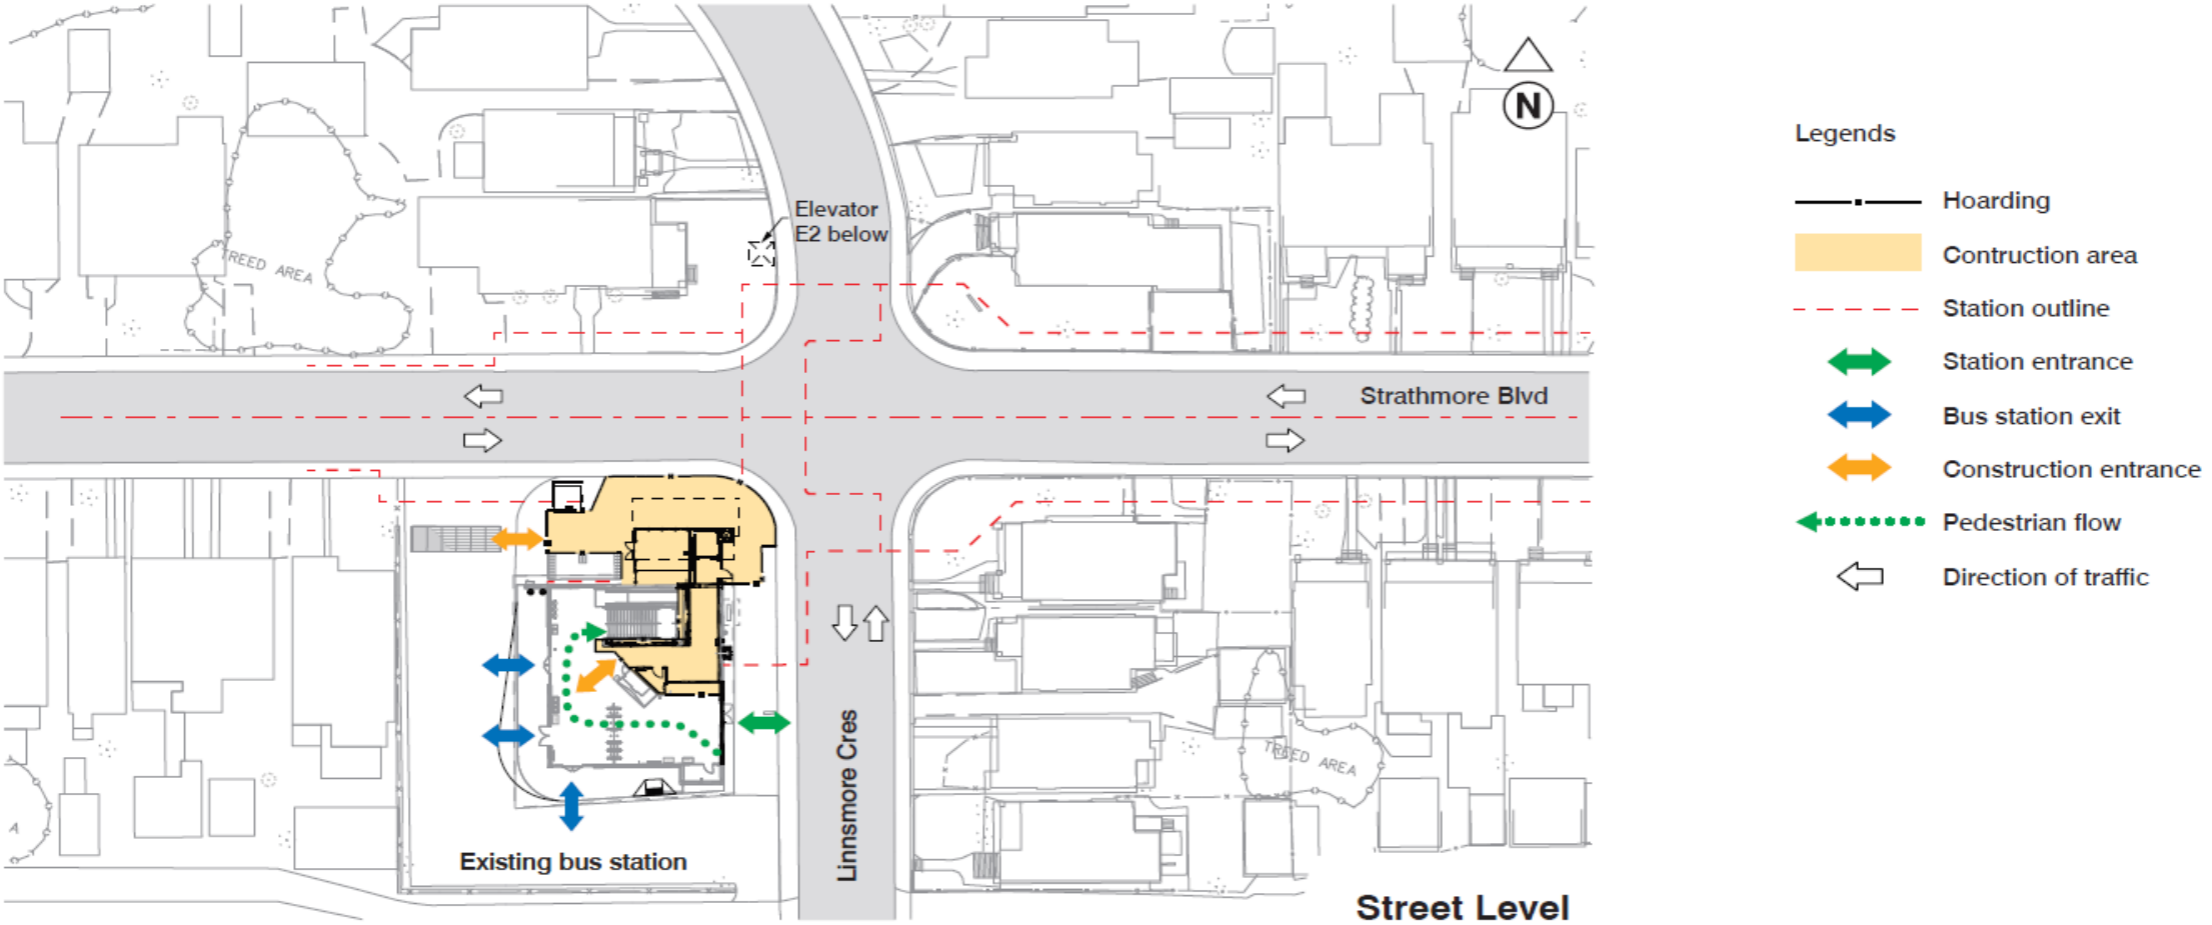 Elevator
E2 below
N
TREED AREA
Strathmore Blvd
Linnsmore Cres
TREED AREA
A
Existing bus station
Street Level
Legends
Hoarding
Contruction area
Station outline
Station entrance
Bus station exit
Construction entrance
Pedestrian flow
Direction of traffic